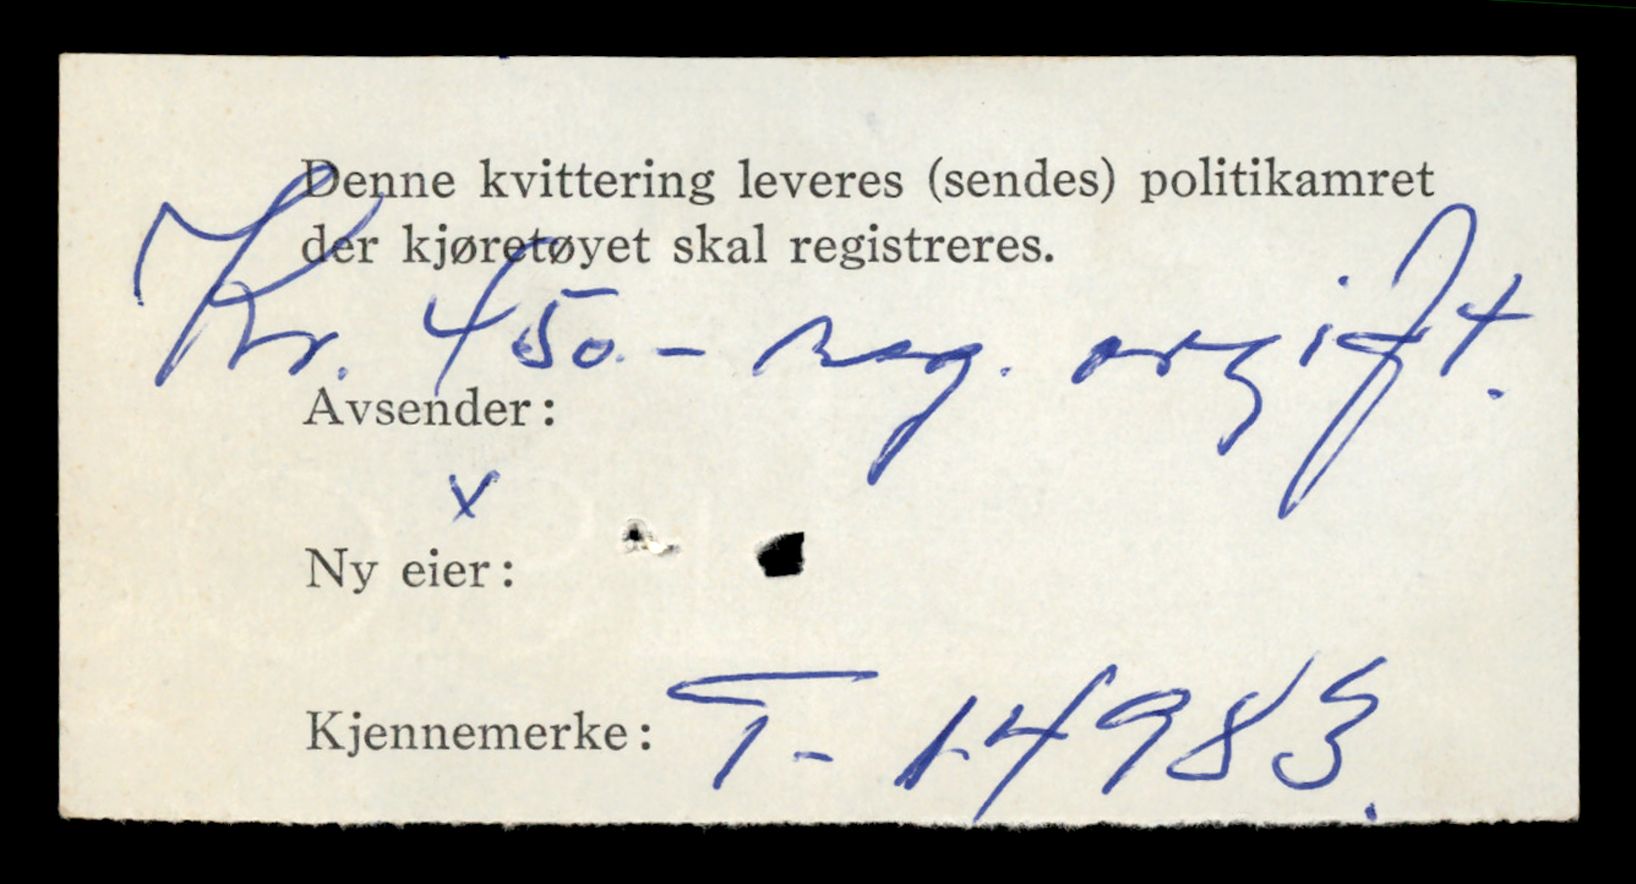 Denne kvittering leveres (sendes) politikamret
der kjøretøyet skal registreres.
Kr. 450.- reg. avgift.
Avsender:
x
Ny eier:
Kjennemerke: T- 14983.